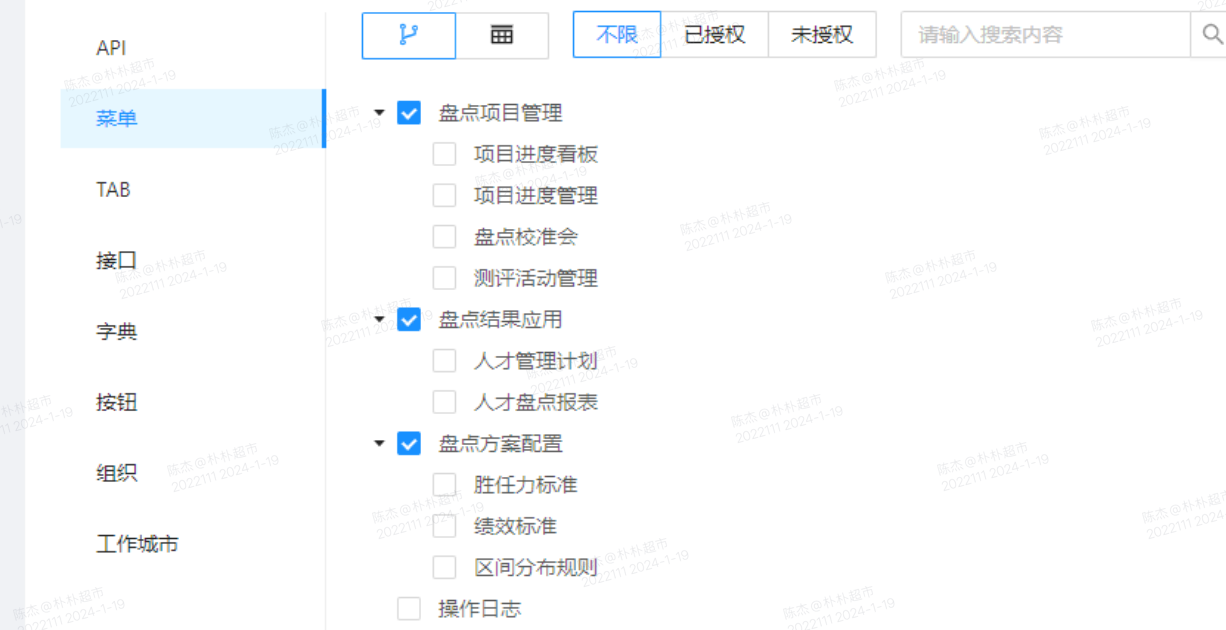 API
菜单
TAB
接口
字典
按钮
组织
工作城市
不限
已授权
未授权
请输入搜索内容
盘点项目管理
项目进度看板
项目进度管理
盘点校准会
测评活动管理
盘点结果应用
人才管理计划
人才盘点报表
盘点方案配置
胜任力标准
绩效标准
区间分布规则
操作日志
陈杰@朴朴超市
2022111 2024-1-19